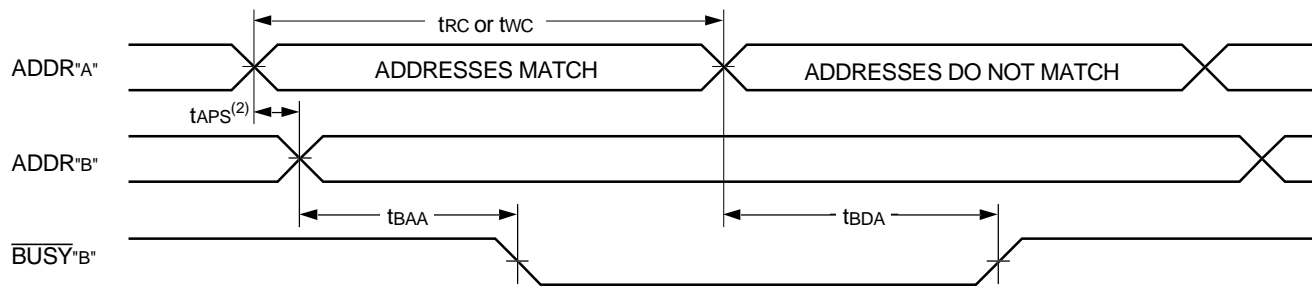 tRC or tWC
ADDR"A"
ADDRESSES MATCH
ADDRESSES DO NOT MATCH
tAPS(2)
ADDR"B"
tBAA
tBDA
BUSY"B"